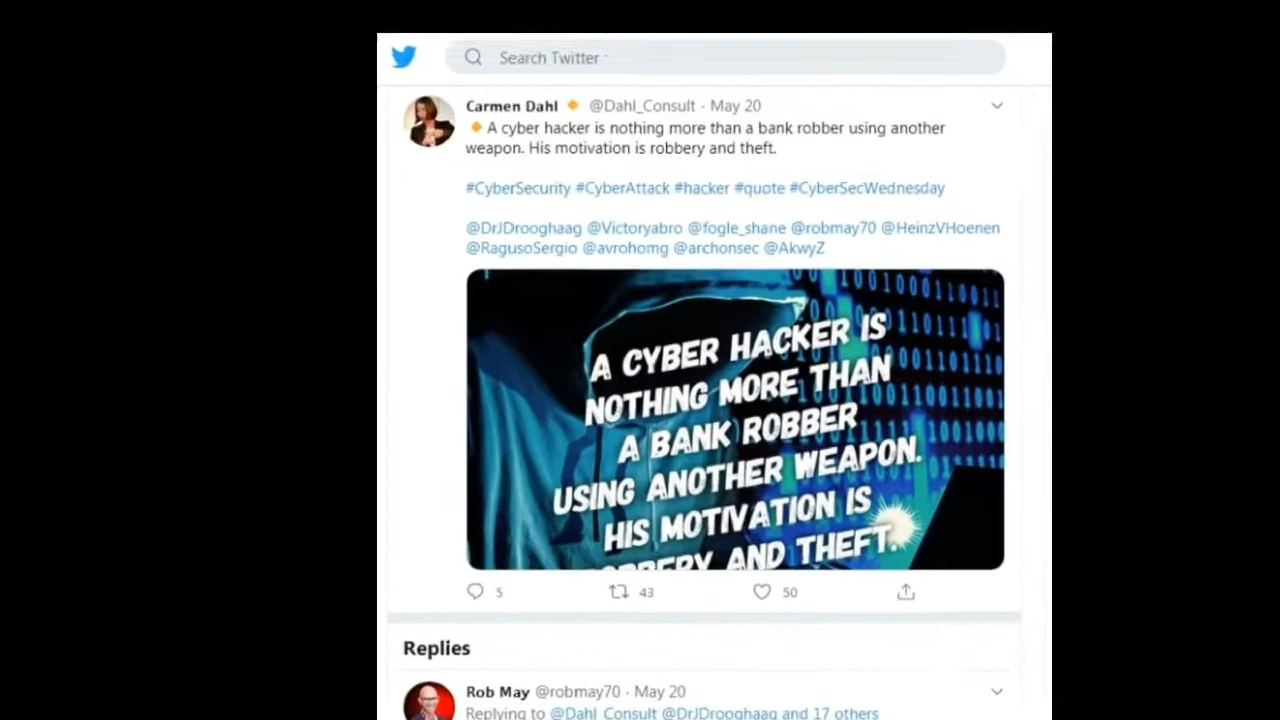 Search Twitter
Carmen Dahl 🔸 @Dahl_Consult - May 20
🔸A cyber hacker is nothing more than a bank robber using another
weapon. His motivation is robbery and theft.
#CyberSecurity #CyberAttack #hacker #quote #CyberSecWednesday
@DrJDrooghaag @Victoryabro @fogle_shane @robmay70 @HeinzVHoenen
@RagusoSergio @avrohomg @archonsec @AkwyZ
A CYBER HACKER IS
NOTHING MORE THAN
A BANK ROBBER
USING ANOTHER WEAPON.
HIS MOTIVATION IS
ROBBERY AND THEFT.
5 43 50
Replies
Rob May @robmay70 · May 20
Replying to @Dahl_Consult @DrJDrooghaag and 17 others